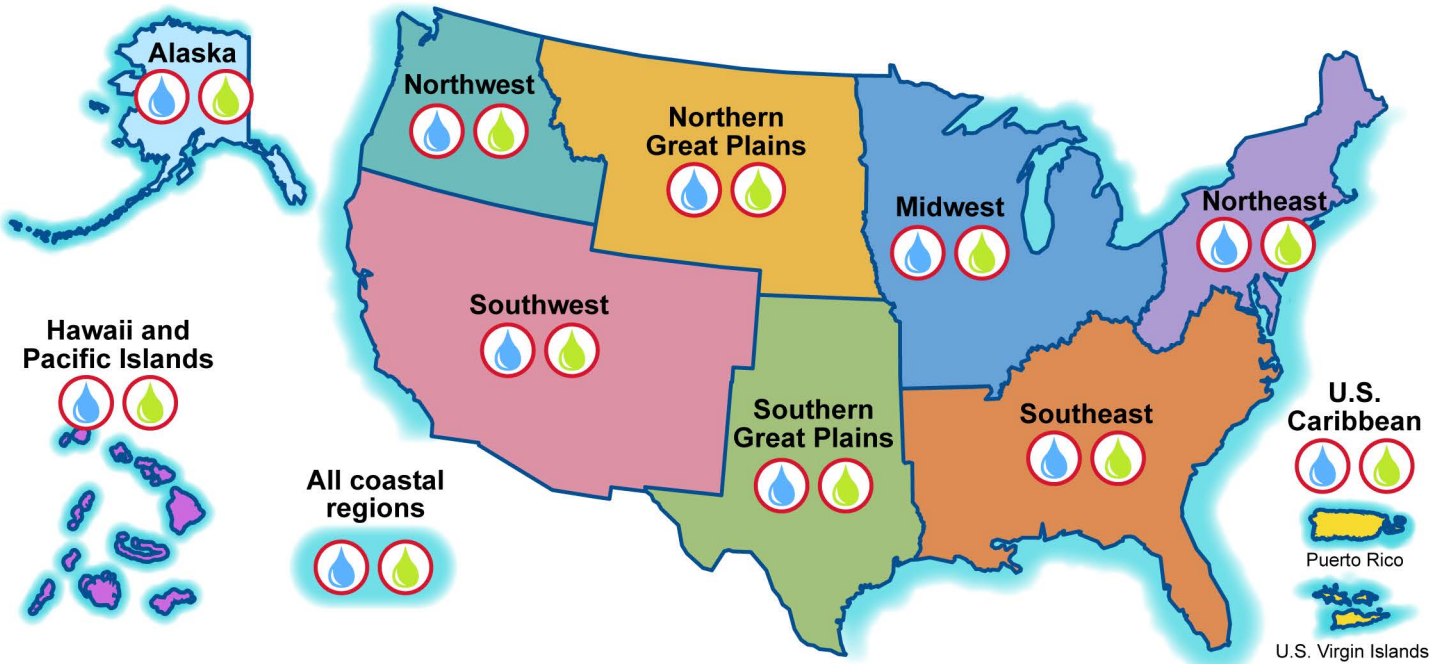 Alaska
Northwest
Northern
Great Plains
Midwest
Northeast
Southwest
Hawaii and
Pacific Islands
Southern
Great Plains
Southeast
U.S.
Caribbean
All coastal
regions
Puerto Rico
U.S. Virgin Islands